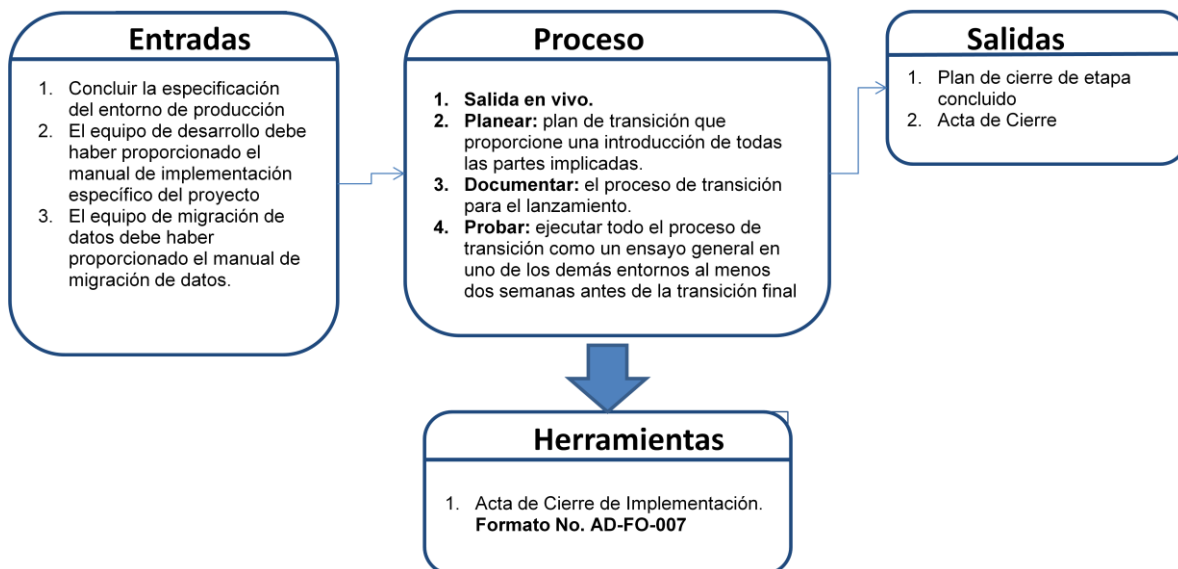 Entradas
1. Concluir la especificación
del entorno de producción
2. El equipo de desarrollo debe
haber proporcionado el
manual de implementación
específico del proyecto
3. El equipo de migración de
datos debe haber
proporcionado el manual de
migración de datos.
Proceso
1. Salida en vivo.
2. Planear: plan de transición que
proporcione una introducción de todas
las partes implicadas.
3. Documentar: el proceso de transición
para el lanzamiento.
4. Probar: ejecutar todo el proceso de
transición como un ensayo general en
uno de los demás entornos al menos
dos semanas antes de la transición final
Salidas
1. Plan de cierre de etapa
concluido
2. Acta de Cierre
Herramientas
1. Acta de Cierre de Implementación.
Formato No. AD-FO-007